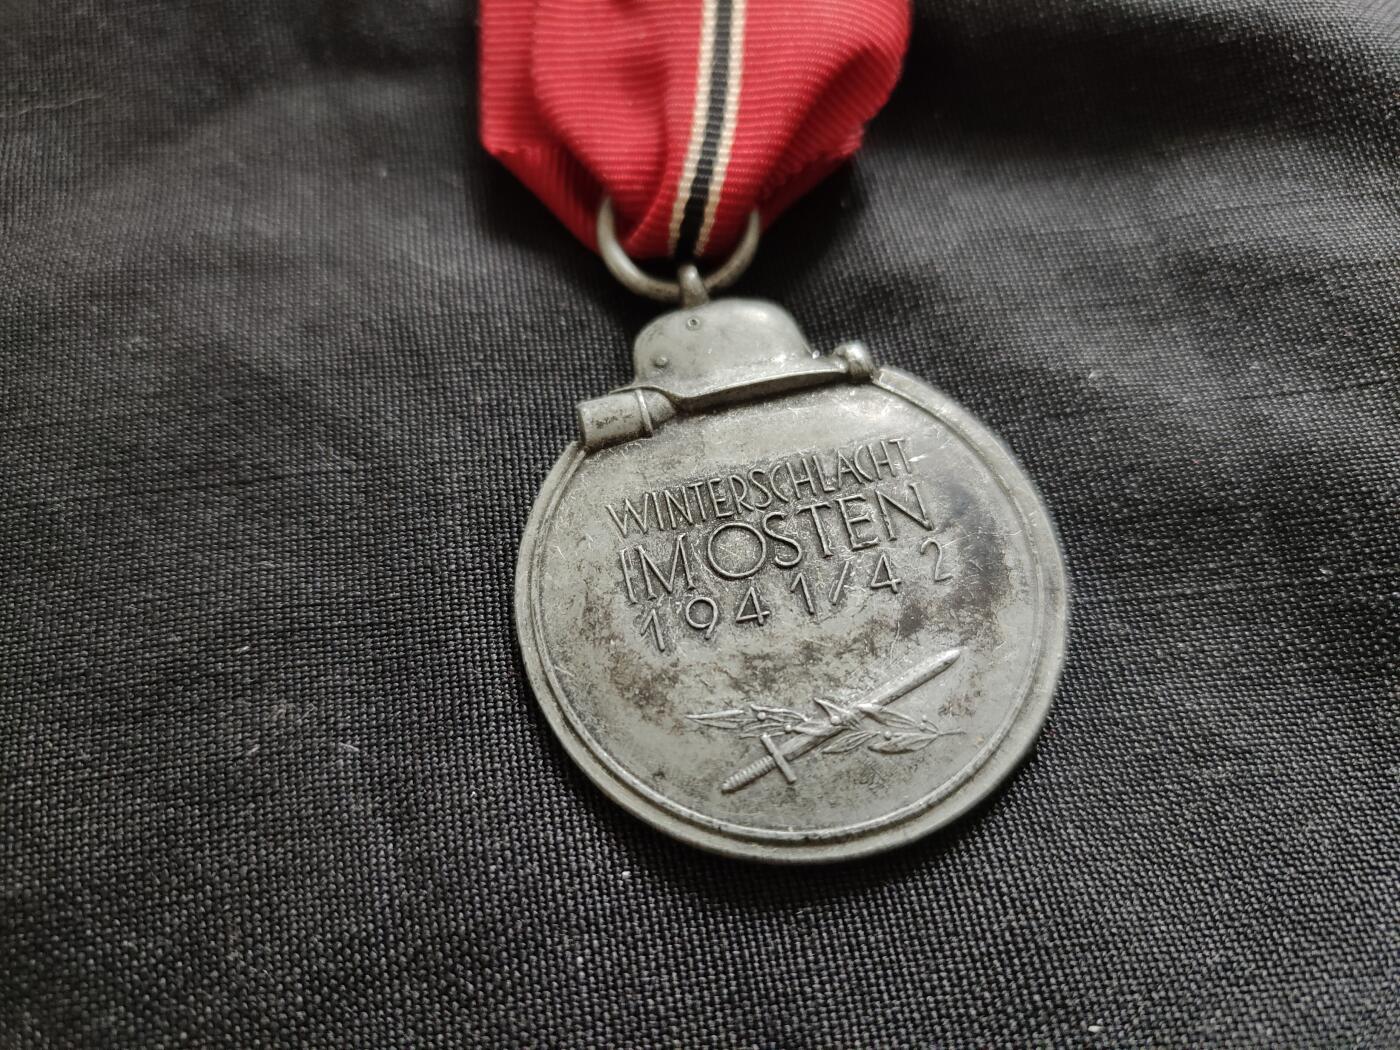 WINTERSCHLACHT
IM OSTEN
1941/42